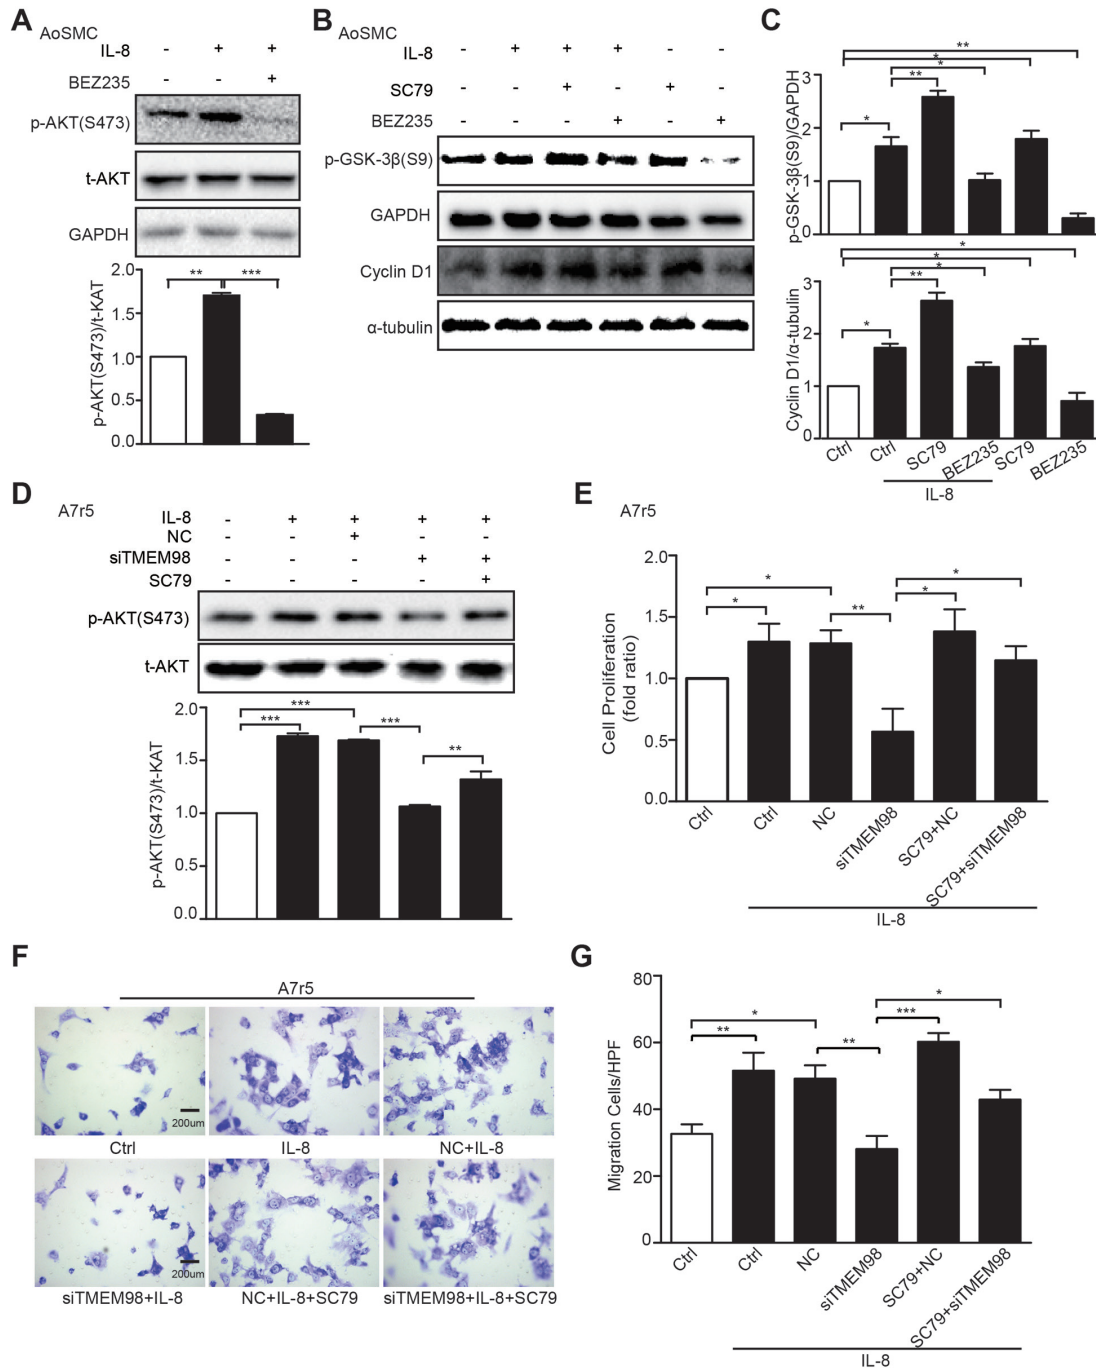 A
AoSMC
IL-8 - + +
BEZ235 - - +
p-AKT(S473)
t-AKT
GAPDH
p-AKT(S473)/t-KAT
2.0
1.5
1.0
0.5
0.0
** ***
B
AoSMC
IL-8 - + + + - -
SC79 - - + - + -
BEZ235 - - - + - +
p-GSK-3β(S9)
GAPDH
Cyclin D1
α-tubulin
C
p-GSK-3β(S9)/GAPDH
3
2
1
0
**
*
*
**
*
Cyclin D1/α-tubulin
3
2
1
0
*
*
*
**
*
Ctrl Ctrl SC79 BEZ235 SC79 BEZ235
IL-8
D
A7r5
IL-8 - + + + +
NC - - + - -
siTMEM98 - - - + +
SC79 - - - - +
p-AKT(S473)
t-AKT
p-AKT(S473)/t-KAT
2.0
1.5
1.0
0.5
0.0
***
*** *** **
E
A7r5
Cell Proliferation
(fold ratio)
2.0
1.5
1.0
0.5
0.0
* *
* ** *
Ctrl Ctrl NC siTMEM98 SC79+NC SC79+siTMEM98
IL-8
F
A7r5
200um
Ctrl IL-8 NC+IL-8
200um
siTMEM98+IL-8 NC+IL-8+SC79 siTMEM98+IL-8+SC79
G
Migration Cells/HPF
80
60
40
20
0
* *
** ** ***
Ctrl Ctrl NC siTMEM98 SC79+NC SC79+siTMEM98
IL-8